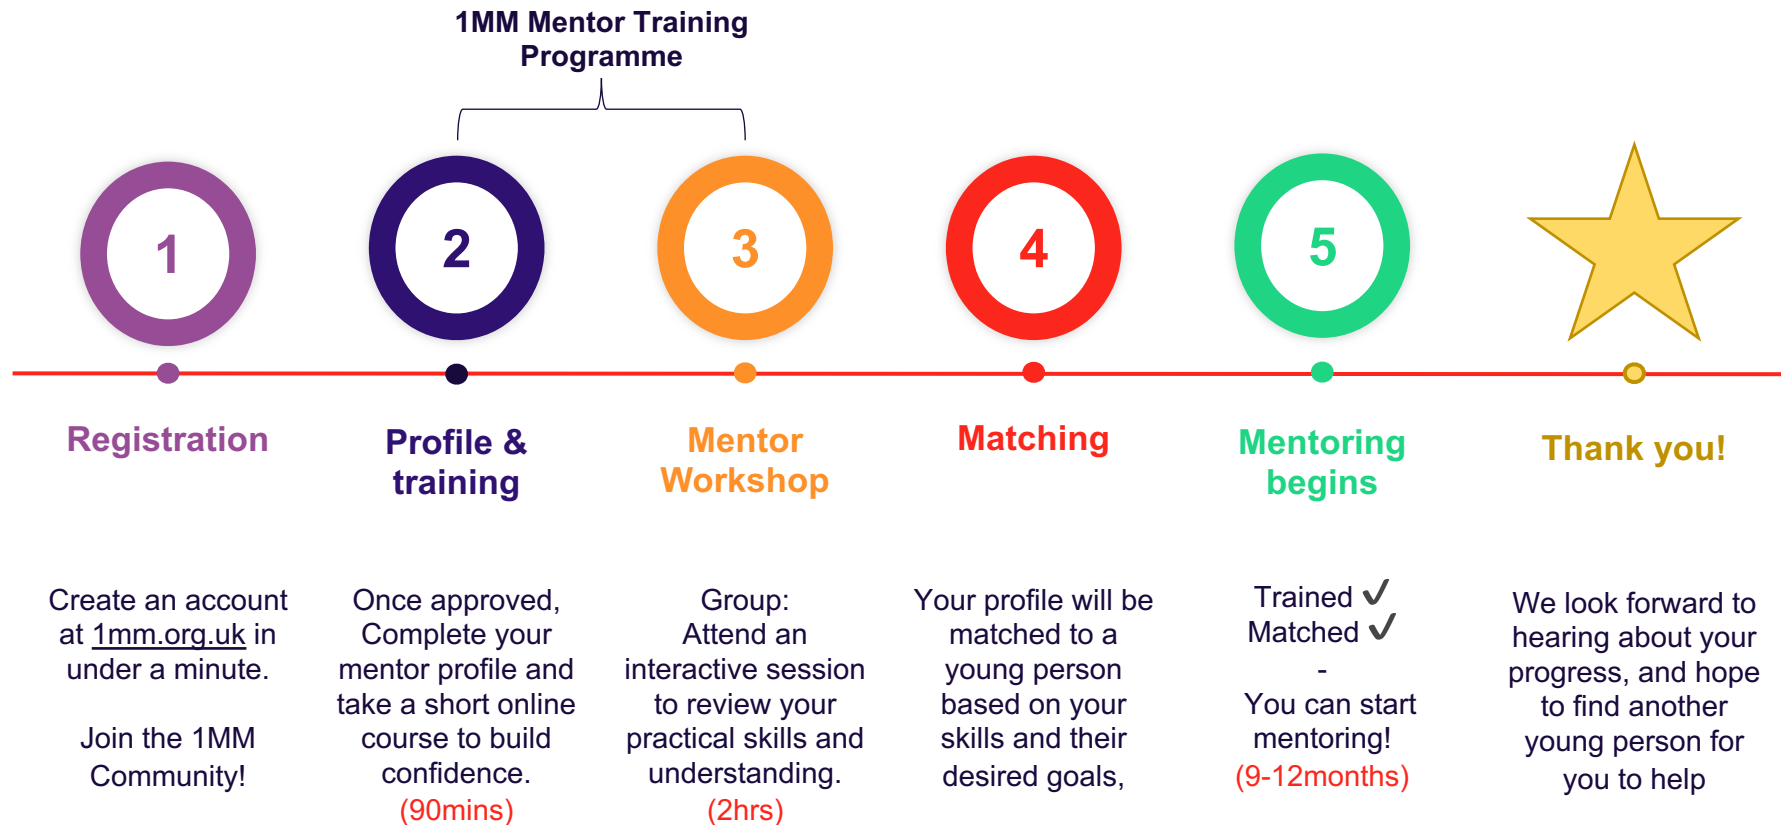 1MM Mentor Training
Programme
1
2
3
4
5
Registration
Profile &
training
Mentor
Workshop
Matching
Mentoring
begins
Thank you!
Create an account
at 1mm.org.uk in
under a minute.
Join the 1MM
Community!
Once approved,
Complete your
mentor profile and
take a short online
course to build
confidence.
(90mins)
Group:
Attend an
interactive session
to review your
practical skills and
understanding.
(2hrs)
Your profile will be
matched to a
young person
based on your
skills and their
desired goals,
Trained ✓
Matched ✓
-
You can start
mentoring!
(9-12months)
We look forward to
hearing about your
progress, and hope
to find another
young person for
you to help